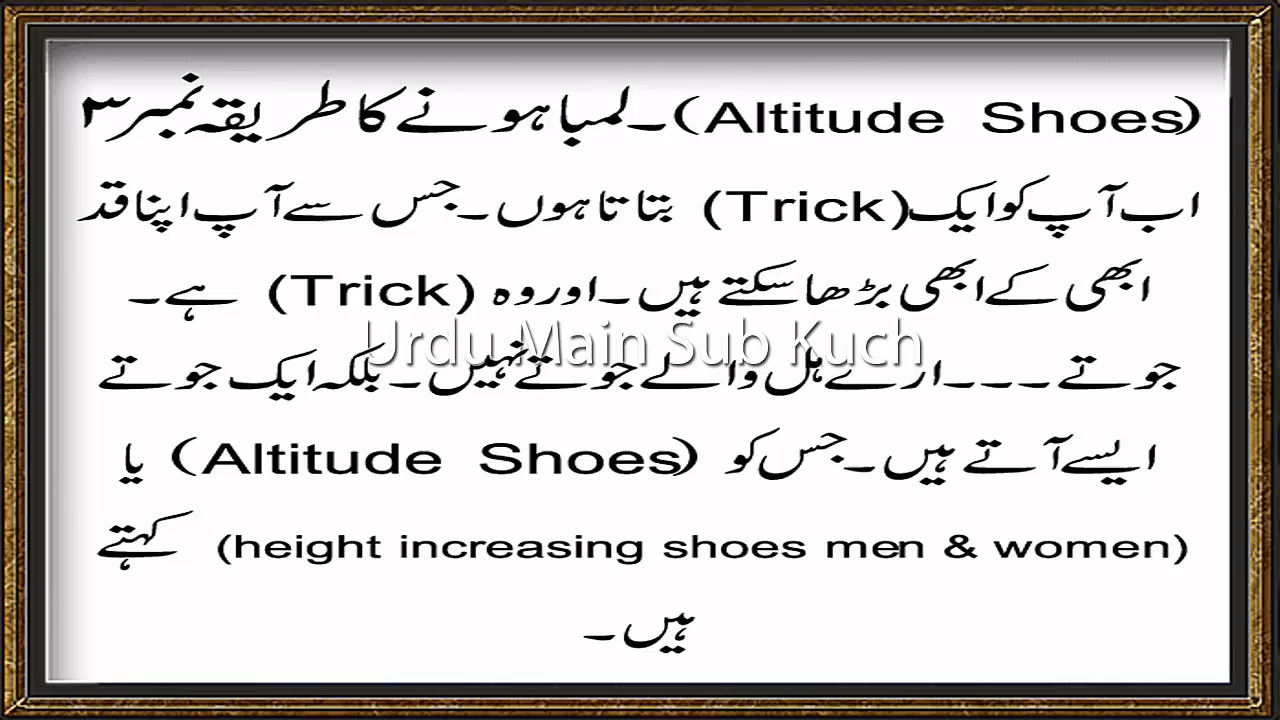 (Altitude Shoes)۔لمبا ہونے کا طریقہ نمبر ۳
اب آپ کو ایک (Trick) بتاتا ہوں۔جس سے آپ اپنا قد
ابھی کے ابھی بڑھا سکتے ہیں۔اور وہ (Trick) ہے۔
Urdu Main Sub Kuch
جوتے ۔۔۔۔ارے ہل والے جوتے نہیں۔بلکہ ایک جوتے
ایسے آتے ہیں۔جس کو (Altitude Shoes) یا
(height increasing shoes men & women) کہتے
ہیں۔